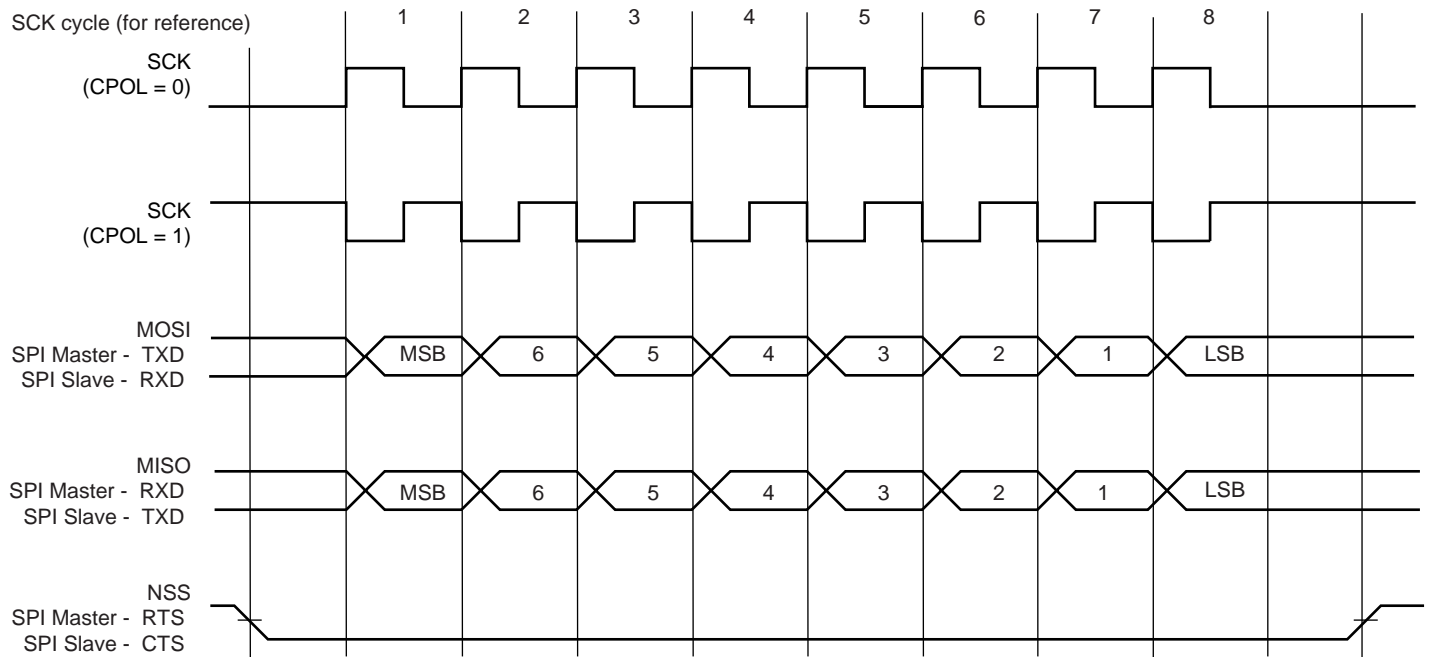 SCK cycle (for reference)
1 2 3 4 5 6 7 8
SCK
(CPOL = 0)
SCK
(CPOL = 1)
MOSI
SPI Master - TXD
SPI Slave - RXD
MSB 6 5 4 3 2 1 LSB
MISO
SPI Master - RXD
SPI Slave - TXD
MSB 6 5 4 3 2 1 LSB
NSS
SPI Master - RTS
SPI Slave - CTS